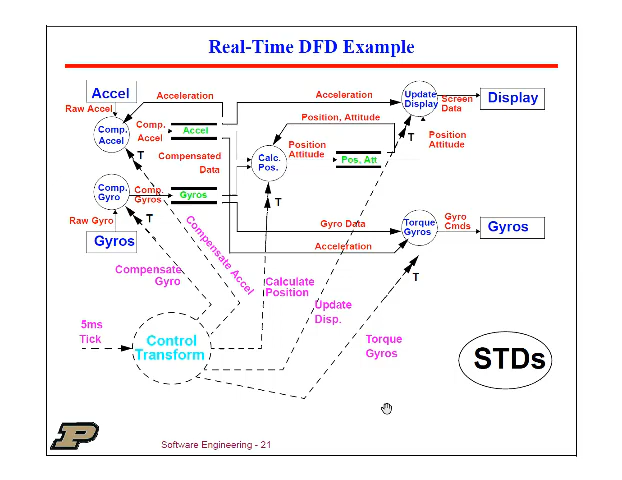 Real-Time DFD Example
Accel
Raw Accel
Acceleration
Comp.
Accel
Comp.
Accel
Accel
T
Compensated
Data
Acceleration
Position, Attitude
Update
Display
Screen
Data
Display
T
Position
Attitude
Calc.
Pos.
Position
Attitude
Pos, Att
T
Comp.
Gyro
Comp.
Gyros
Gyros
Raw Gyro
T
Gyros
Gyro Data
Acceleration
Torque
Gyros
Gyro
Cmds
Gyros
T
Compensate
Gyro
Compensate Accel
Calculate
Position
Update
Disp.
Torque
Gyros
5ms
Tick
Control
Transform
STDs
P
Software Engineering - 21